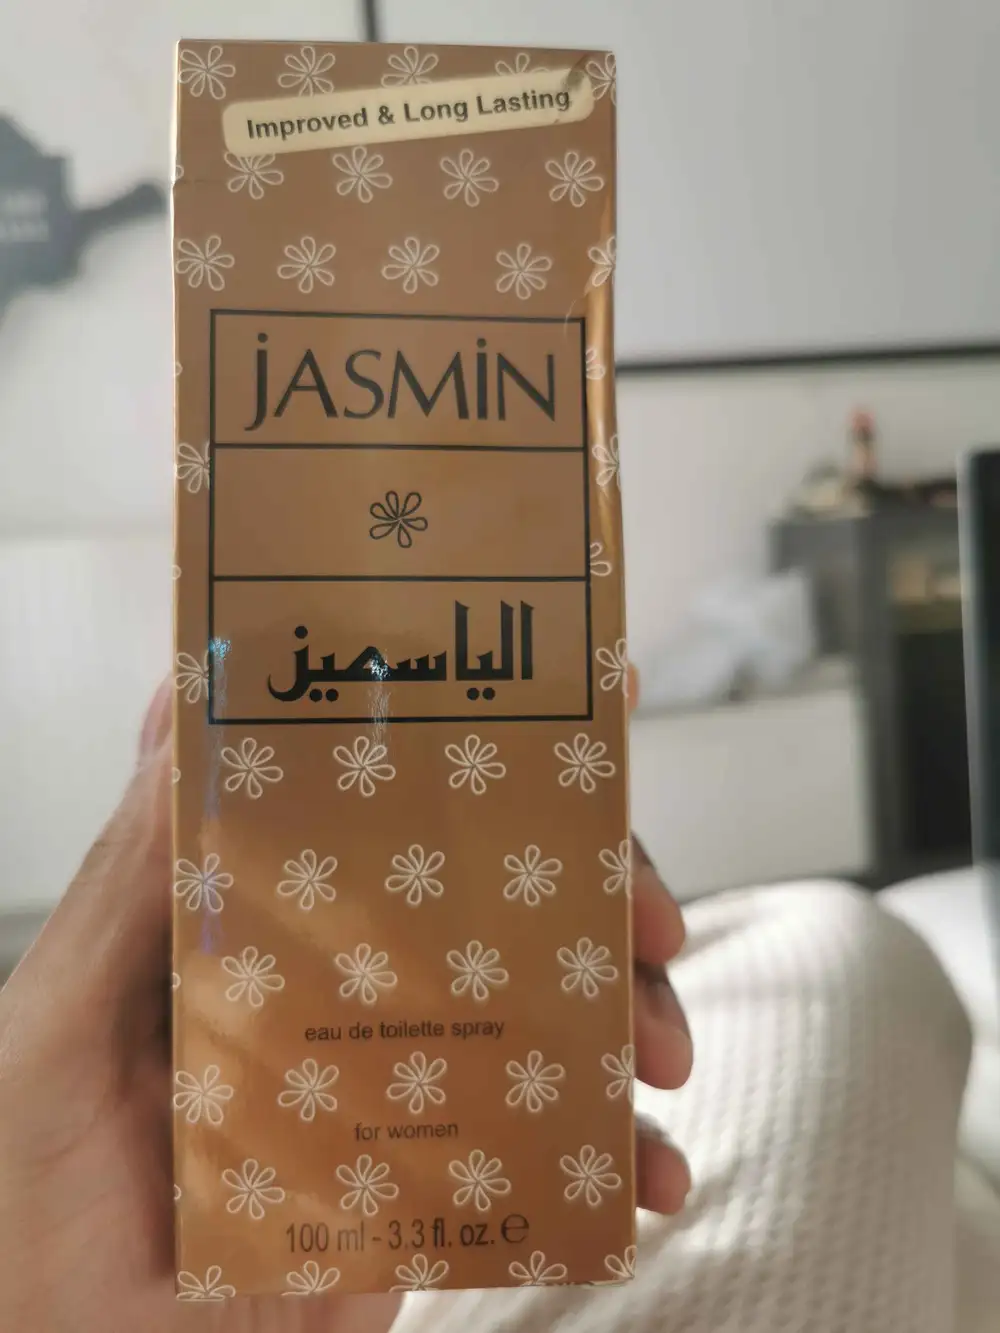 Improved & Long Lasting
JASMIN
الياسمين
eau de toilette spray
for women
100 ml - 3.3 fl. oz. ℮